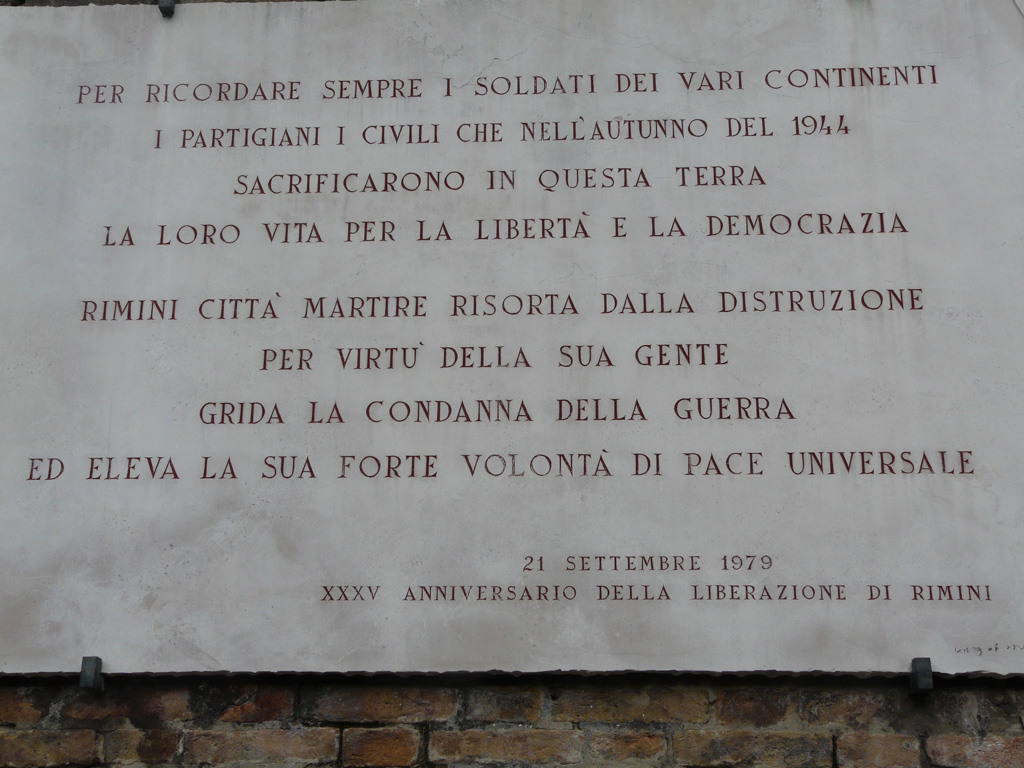 PER RICORDARE SEMPRE I SOLDATI DEI VARI CONTINENTI
I PARTIGIANI I CIVILI CHE NELL'AUTUNNO DEL 1944
SACRIFICARONO IN QUESTA TERRA
LA LORO VITA PER LA LIBERTÀ E LA DEMOCRAZIA
RIMINI CITTA' MARTIRE RISORTA DALLA DISTRUZIONE
PER VIRTU' DELLA SUA GENTE
GRIDA LA CONDANNA DELLA GUERRA
ED ELEVA LA SUA FORTE VOLONTÀ DI PACE UNIVERSALE
21 SETTEMBRE 1979
XXXV ANNIVERSARIO DELLA LIBERAZIONE DI RIMINI